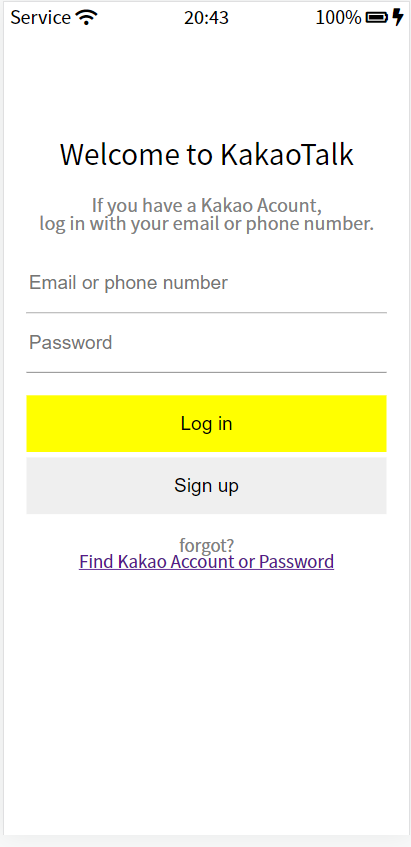 Service 20:43 100%
Welcome to KakaoTalk
If you have a Kakao Acount,
log in with your email or phone number.
Email or phone number
Password
Log in
Sign up
forgot?
Find Kakao Account or Password